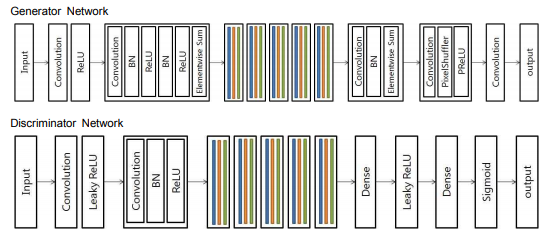 Generator Network
Input
Convolution
ReLU
Convolution
BN
ReLU
BN
ReLU
Elementwise Sum
Convolution
BN
Elementwise Sum
Convolution
PixelShuffler
PReLU
Convolution
output
Discriminator Network
Input
Convolution
Leaky ReLU
Convolution
BN
ReLU
Dense
Leaky ReLU
Dense
Sigmoid
output